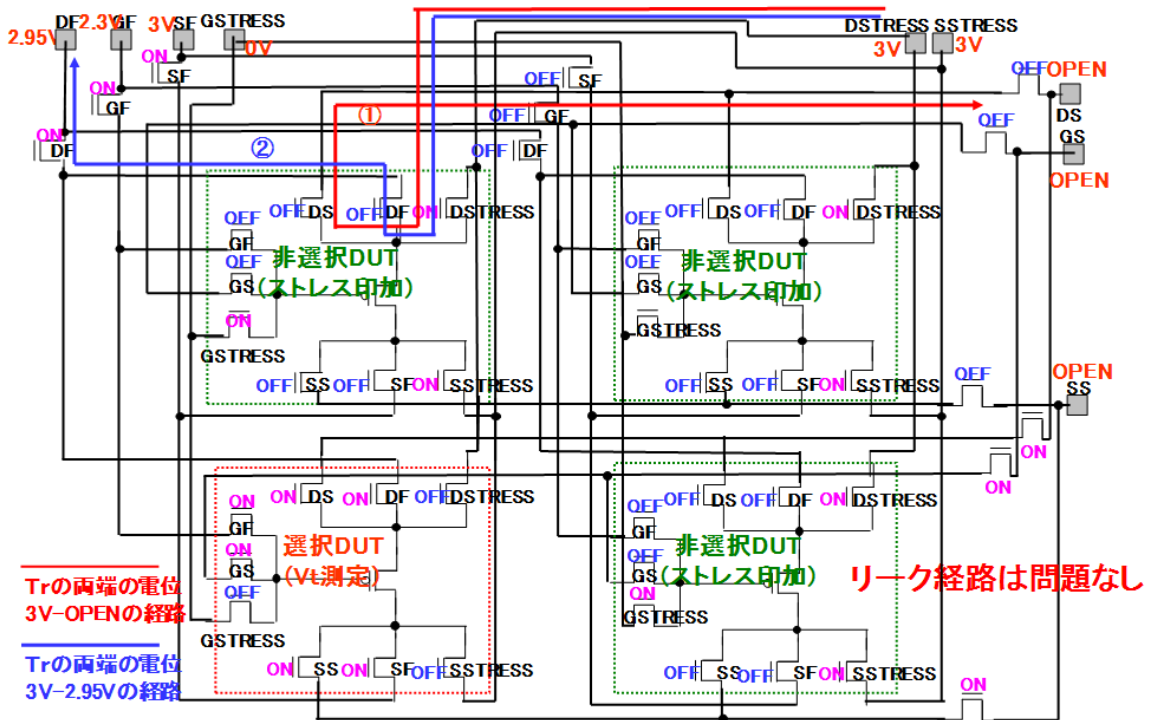 DF 2.3V GF 3V SF GSTRESS
2.95V
0V
DSTRESS SSTRESS
3V 3V
ON
SF
OFF SF
OFF
OPEN
ON
GF
①
OFF GF
DS
OFF
GS
ON
DF
②
OFF DF
OPEN
OFF DS OFF DF ON DSTRESS
OFF
GF
OFF
GS
非選択DUT
(ストレス印加)
ON
GSTRESS
OFF SS OFF SF ON SSTRESS
OFF DS OFF DF ON DSTRESS
OFF
GF
OFF
GS
非選択DUT
(ストレス印加)
GSTRESS
OFF SS OFF SF ON SSTRESS
OFF
OPEN
SS
ON
ON
ON DS ON DF OFF DSTRESS
ON
GF
ON
GS
選択DUT
(Vt測定)
OFF
GSTRESS
ON SS ON SF OFF SSTRESS
OFF DS OFF DF ON DSTRESS
OFF
GF
OFF
GS
非選択DUT
(ストレス印加)
ON
GSTRESS
OFF SS OFF SF ON SSTRESS
ON
リーク経路は問題なし
Trの両端の電位
3V-OPENの経路
Trの両端の電位
3V-2.95Vの経路